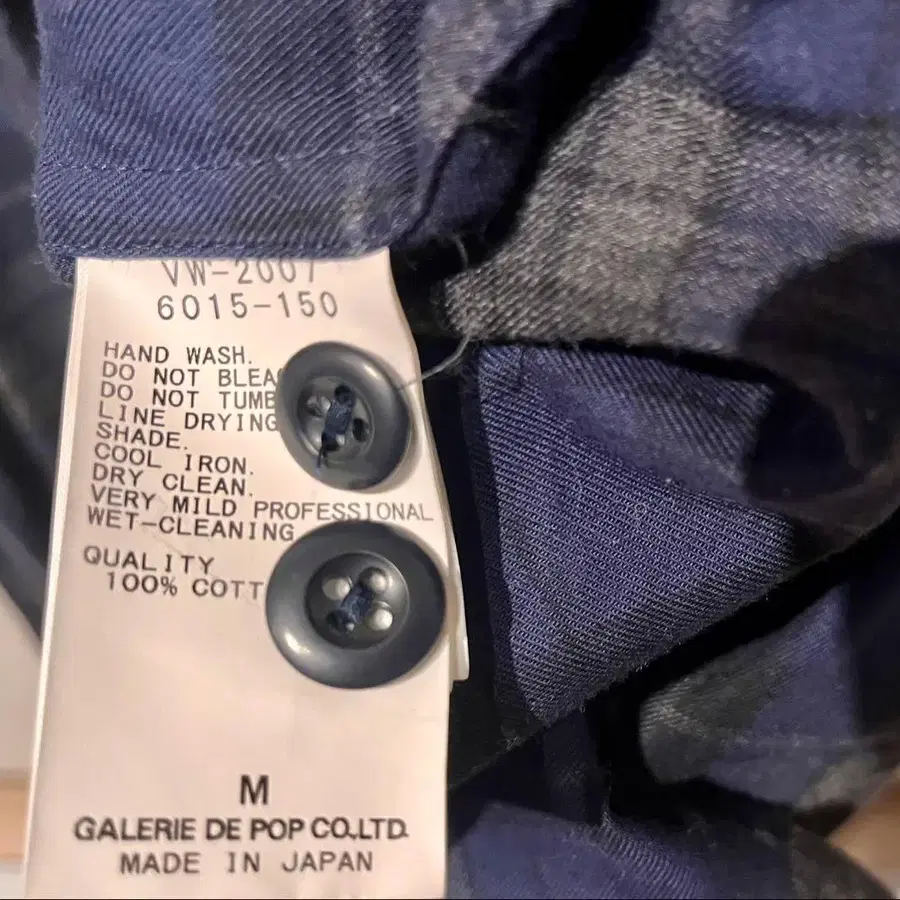 VW-2007
6015-150
HAND WASH.
DO NOT BLEA
DO NOT TUMB
LINE DRYING
SHADE.
COOL IRON.
DRY CLEAN.
VERY MILD PROFESSIONAL
WET-CLEANING
QUALITY
100% COTT
M
GALERIE DE POP CO.,LTD.
MADE IN JAPAN